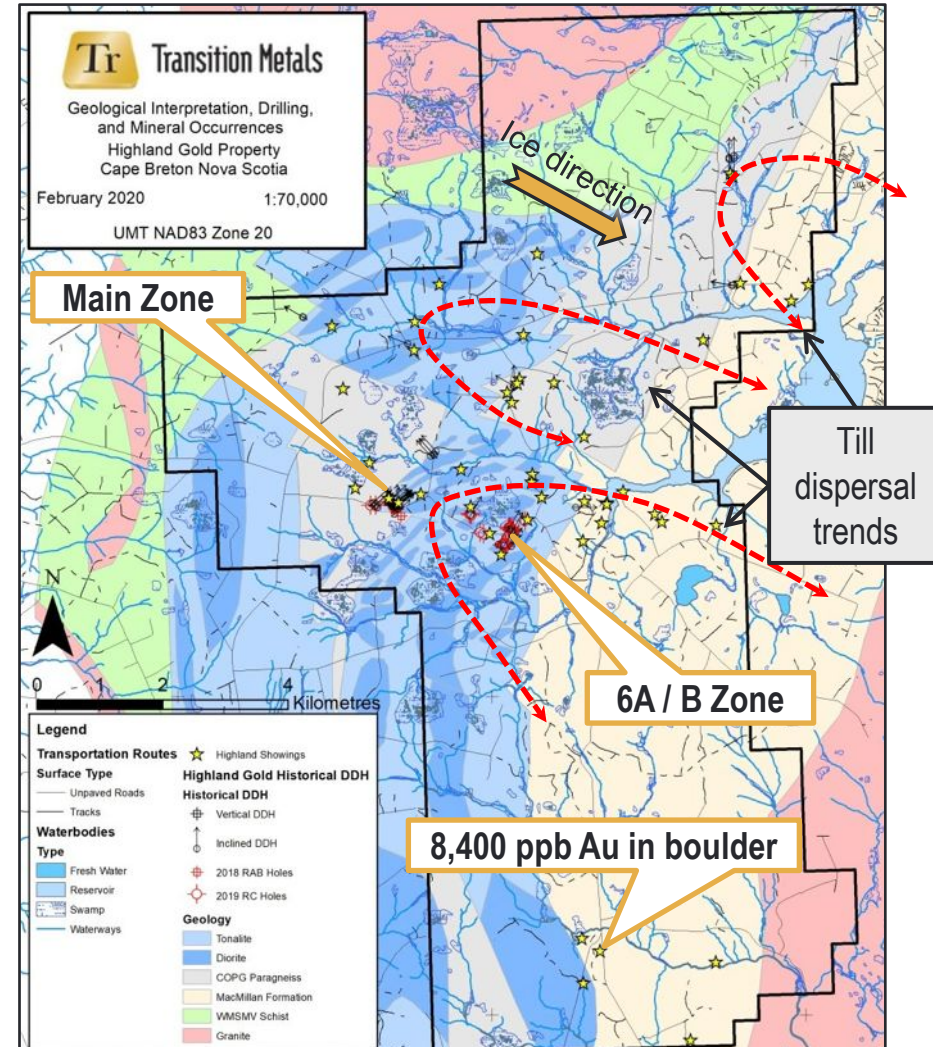 Tr Transition Metals
Geological Interpretation, Drilling,
and Mineral Occurrences
Highland Gold Property
Cape Breton Nova Scotia
February 2020 1:70,000
UMT NAD83 Zone 20
Ice direction
Main Zone
Till
dispersal
trends
N
0 1 2 4
Kilometres
6A / B Zone
8,400 ppb Au in boulder
Legend
Transportation Routes
Surface Type
Unpaved Roads
Tracks
Waterbodies
Type
Fresh Water
Reservoir
Swamp
Waterways
Highland Showings
Highland Gold Historical DDH
Historical DDH
Vertical DDH
Inclined DDH
2018 RAB Holes
2019 RC Holes
Geology
Tonalite
Diorite
COPG Paragneiss
MacMillan Formation
WMSMV Schist
Granite